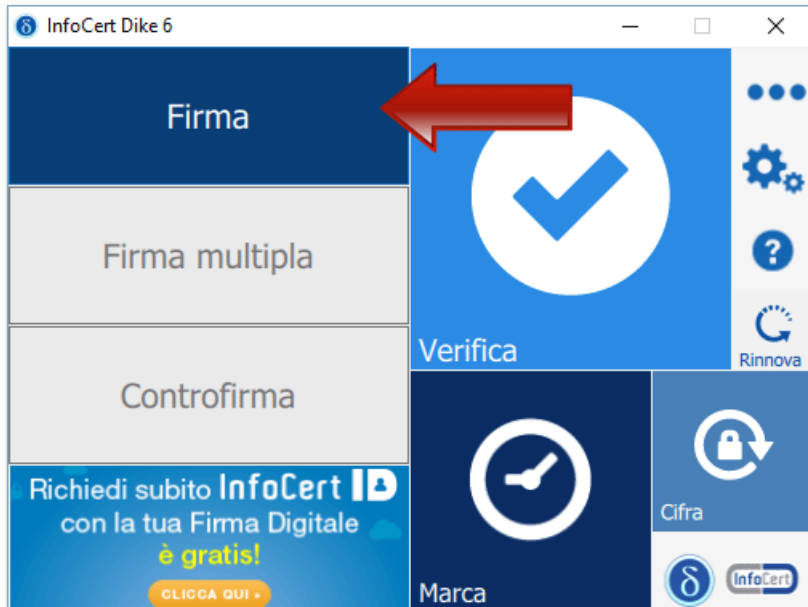 InfoCert Dike 6
Firma
Firma multipla
Controfirma
Richiedi subito InfoCert ID
con la tua Firma Digitale
è gratis!
CLICCA QUI
Verifica
Rinnova
Marca
Cifra
InfoCert